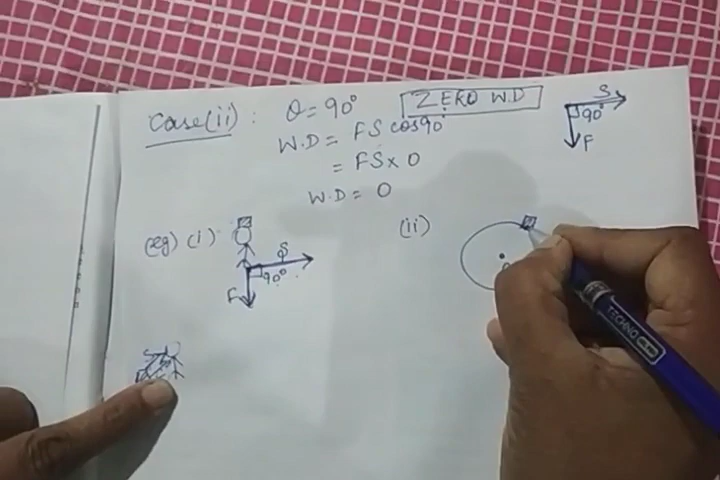 Case(ii) : θ = 90° ZERO W.D
W.D = FS cos90°
= FS × 0
W.D = 0
S
90°
F
(eg) (i)
S
90°
F
(ii)
TECHNO